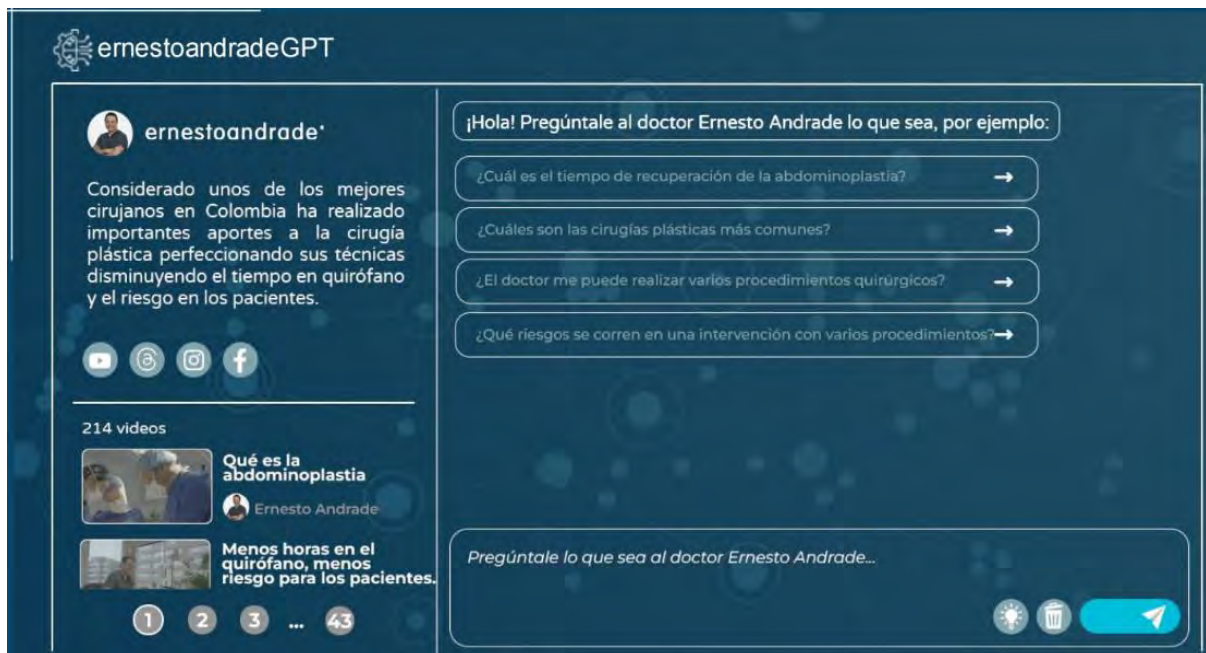 ernestoandradeGPT
ernestoandrade
Considerado unos de los mejores
cirujanos en Colombia ha realizado
importantes aportes a la cirugía
plástica perfeccionando sus técnicas
disminuyendo el tiempo en quirófano
y el riesgo en los pacientes.
214 videos
Qué es la
abdominoplastia
Ernesto Andrade
Menos horas en el
quirófano, menos
riesgo para los pacientes.
1 2 3 ... 43
¡Hola! Pregúntale al doctor Ernesto Andrade lo que sea, por ejemplo:
¿Cuál es el tiempo de recuperación de la abdominoplastia?
¿Cuáles son las cirugías plásticas más comunes?
¿El doctor me puede realizar varios procedimientos quirúrgicos?
¿Qué riesgos se corren en una intervención con varios procedimientos?
Pregúntale lo que sea al doctor Ernesto Andrade...